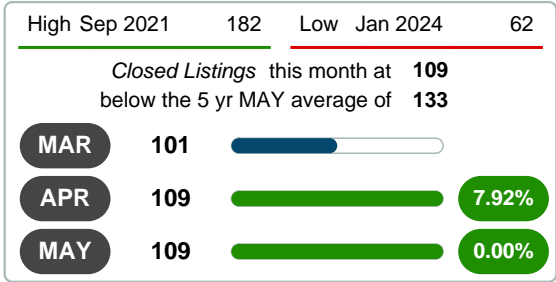 High Sep 2021 182 Low Jan 2024 62
Closed Listings this month at 109
below the 5 yr MAY average of 133
MAR 101
APR 109 7.92%
MAY 109 0.00%